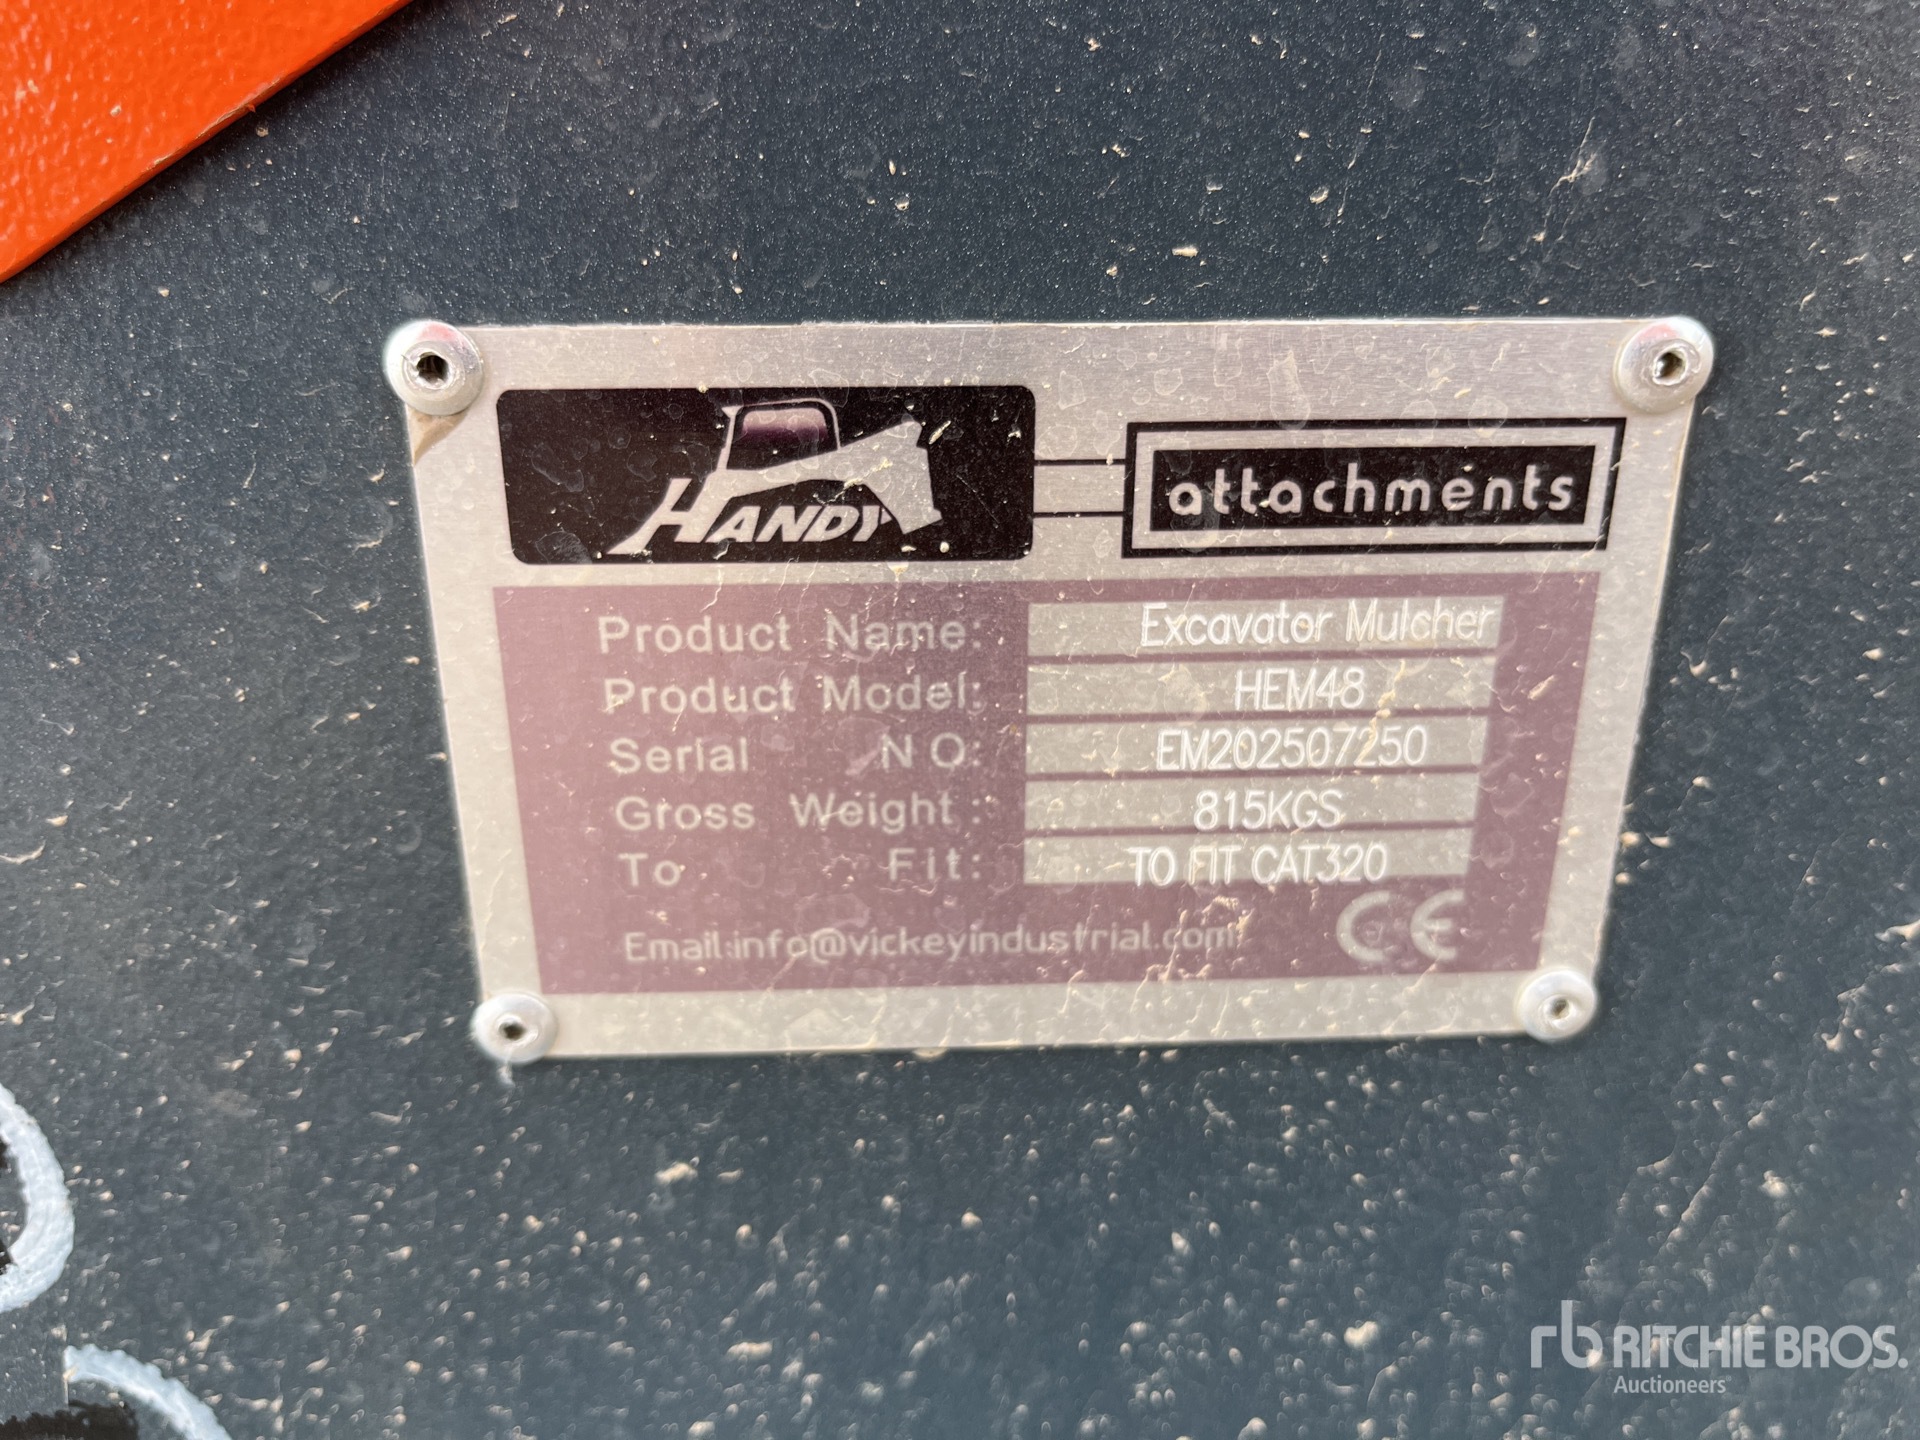 HANDY attachments
Product Name: Excavator Mulcher
Product Model: HEM48
Serial NO: EM202507250
Gross Weight: 815KGS
To Fit: TO FIT CAT320
Email:info@vickeyindustrial.com
CE
rb RITCHIE BROS.
Auctioneers